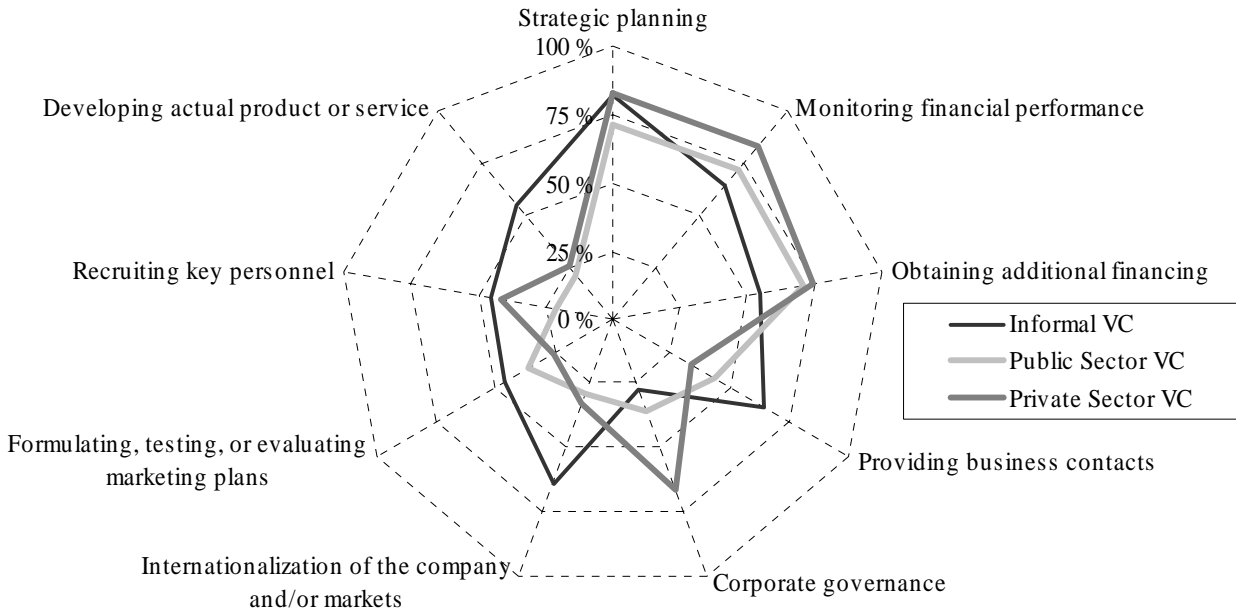 Strategic planning
100 %
Developing actual product or service
Monitoring financial performance
75 %
50 %
25 %
Recruiting key personnel
Obtaining additional financing
0 %
Informal VC
Public Sector VC
Private Sector VC
Formulating, testing, or evaluating
marketing plans
Providing business contacts
Internationalization of the company
and/or markets
Corporate governance